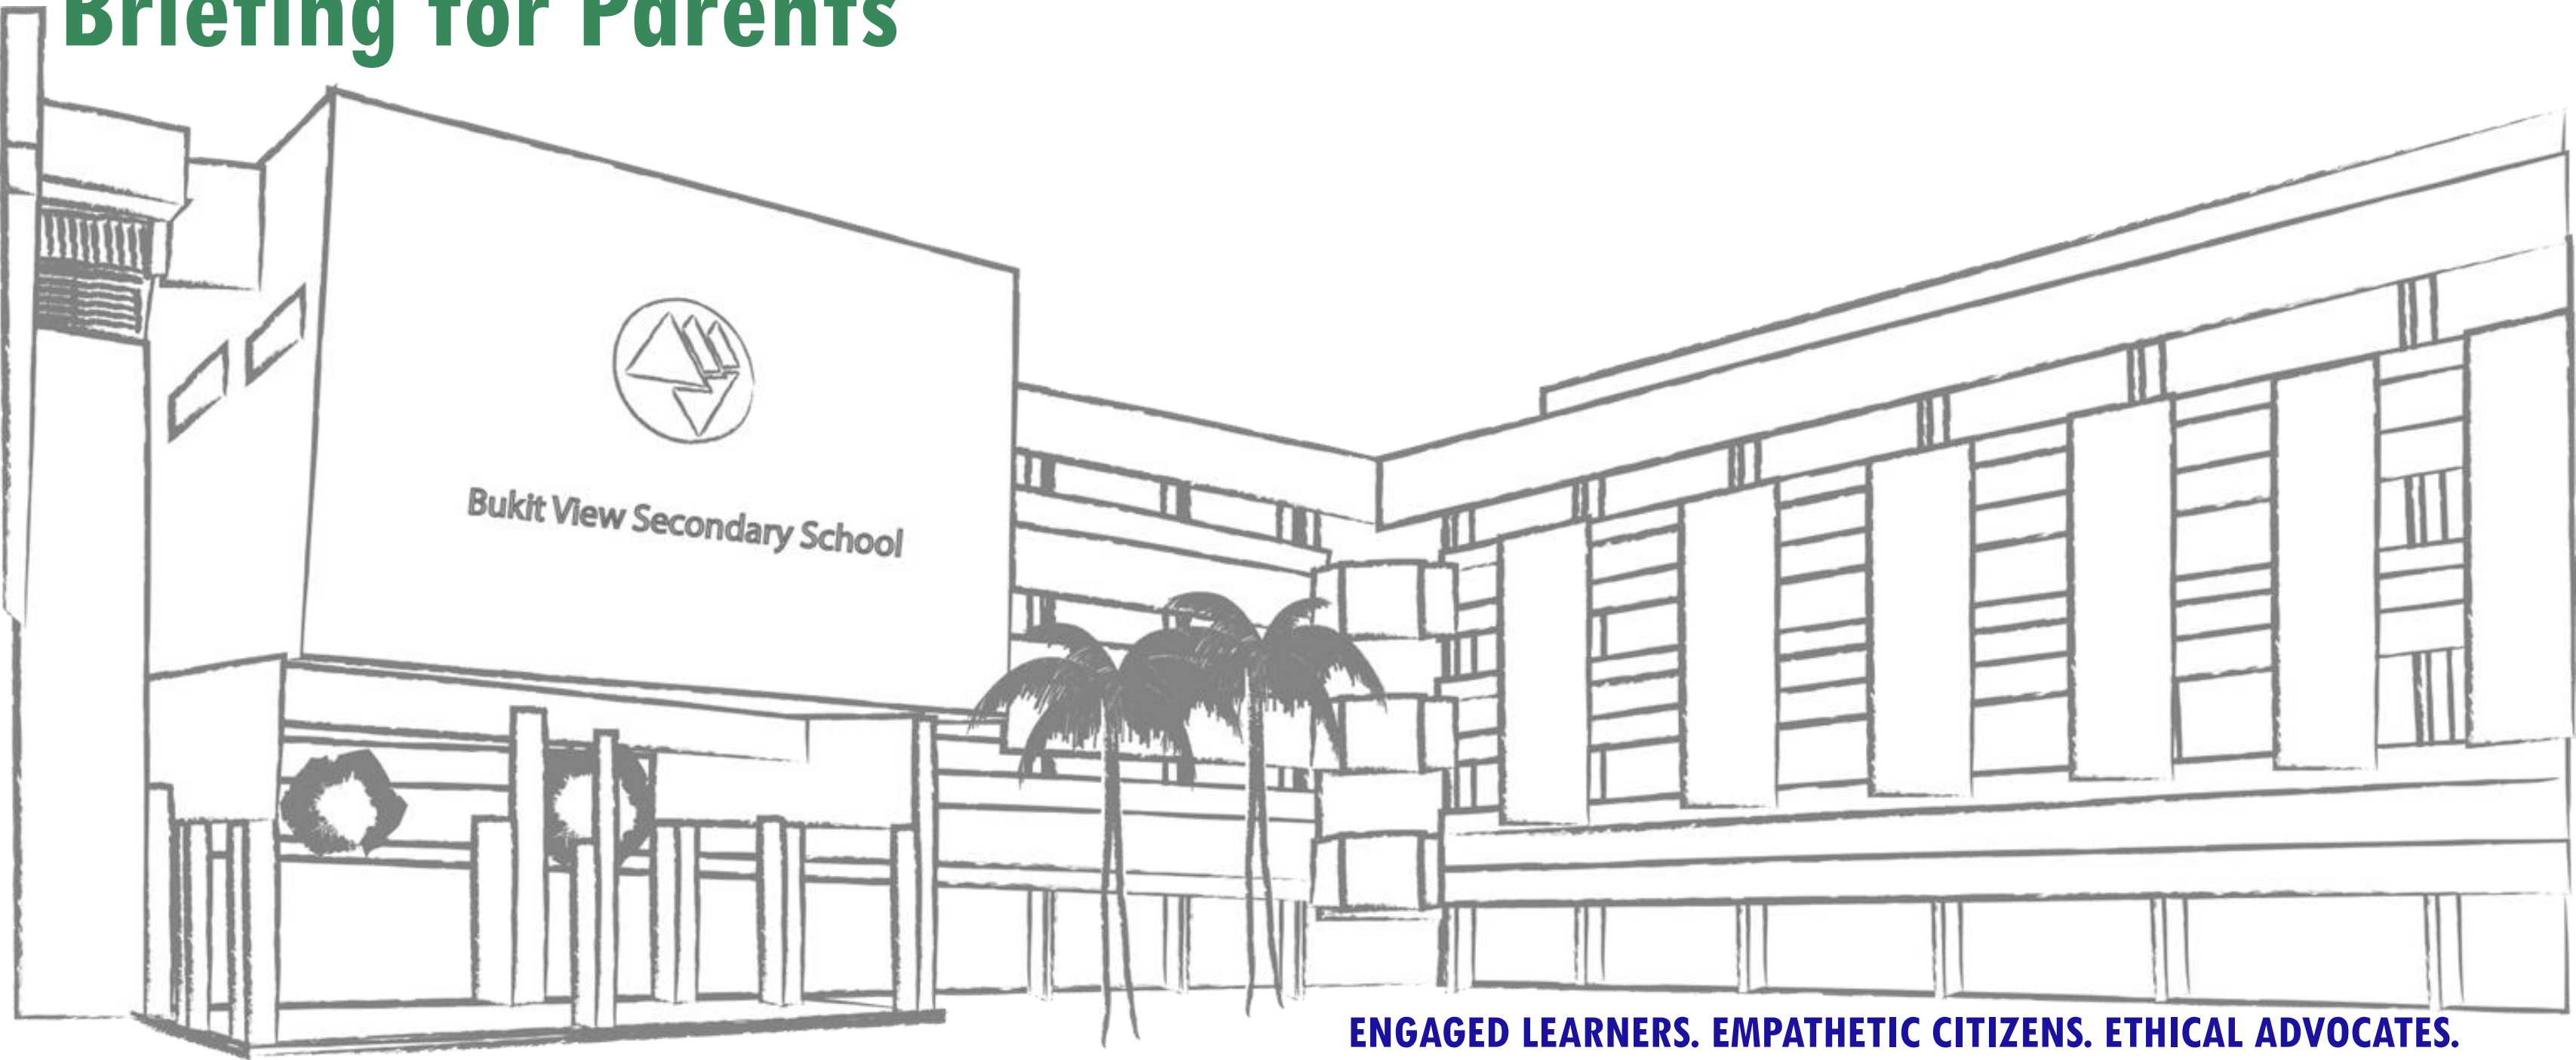 Briefing for Parents
Bukit View Secondary School
ENGAGED LEARNERS. EMPATHETIC CITIZENS. ETHICAL ADVOCATES.